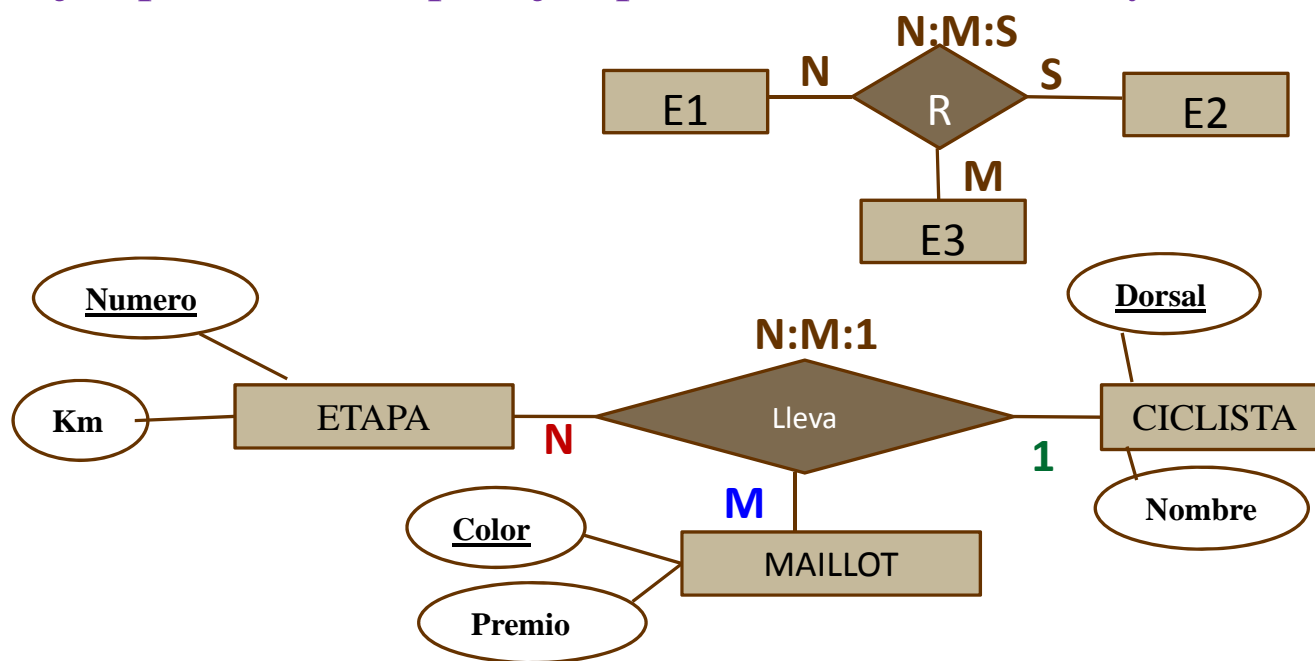 N:M:S
N
S
E1
R
E2
M
E3
Numero
Dorsal
N:M:1
Km
ETAPA
Lleva
CICLISTA
N
1
M
Color
Nombre
MAILLOT
Premio